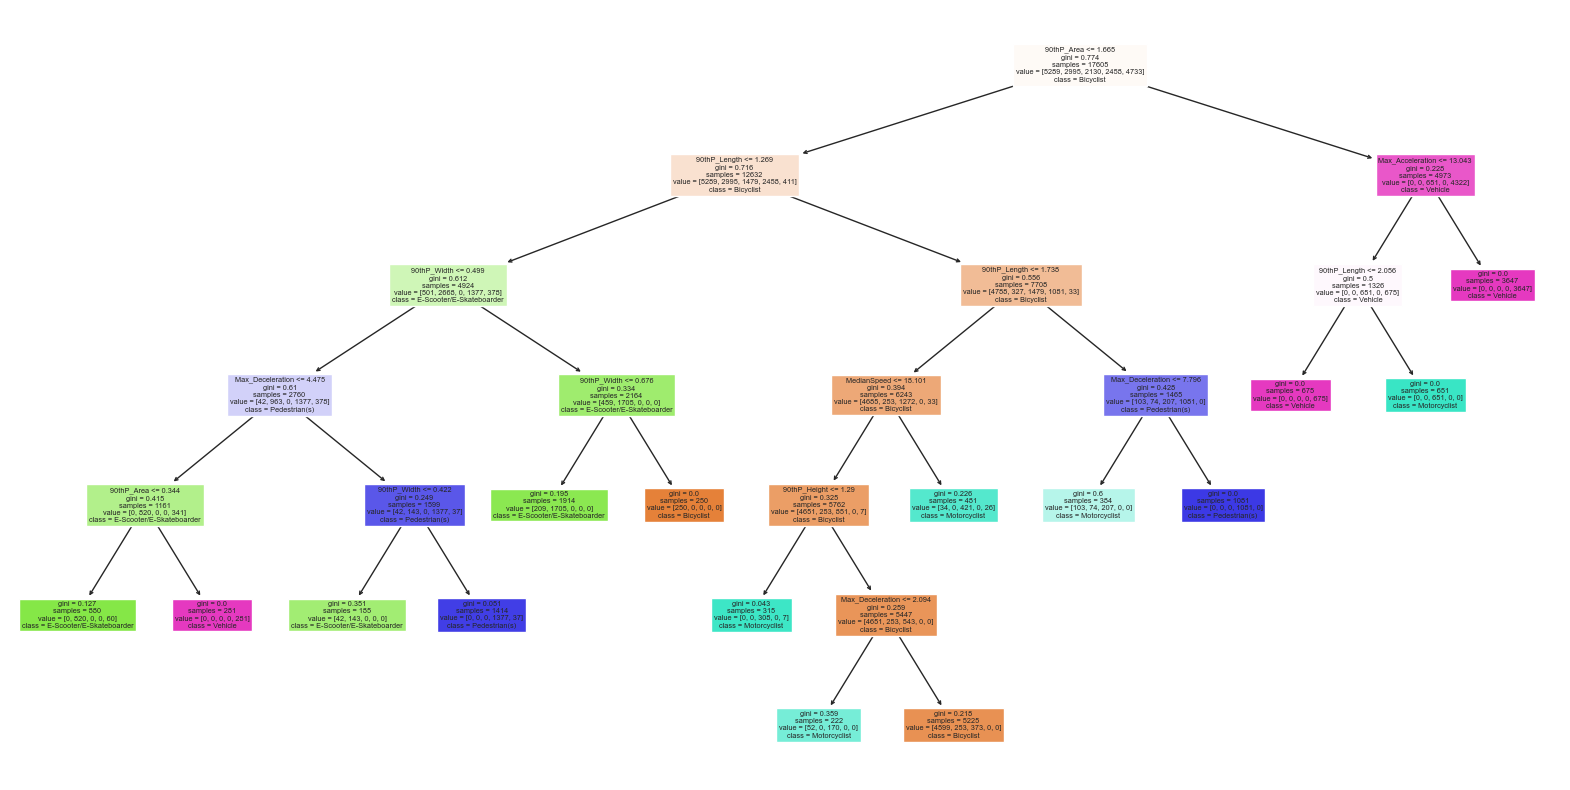 90thP_Area <= 1.665
gini = 0.774
samples = 17605
value = [5289, 2995, 2130, 2458, 4733]
class = Bicyclist
90thP_Length <= 1.269
gini = 0.716
samples = 12632
value = [5289, 2995, 1479, 2458, 411]
class = Bicyclist
Max_Acceleration <= 13.043
gini = 0.228
samples = 4973
value = [0, 0, 651, 0, 4322]
class = Vehicle
90thP_Width <= 0.499
gini = 0.612
samples = 4924
value = [501, 2668, 0, 1377, 378]
class = E-Scooter/E-Skateboarder
90thP_Length <= 1.738
gini = 0.556
samples = 7708
value = [4788, 327, 1479, 1081, 33]
class = Bicyclist
90thP_Length <= 2.056
gini = 0.5
samples = 1326
value = [0, 0, 651, 0, 675]
class = Vehicle
gini = 0.0
samples = 3647
value = [0, 0, 0, 0, 3647]
class = Vehicle
Max_Deceleration <= 4.475
gini = 0.61
samples = 2760
value = [42, 963, 0, 1377, 378]
class = Pedestrian(s)
90thP_Width <= 0.676
gini = 0.334
samples = 2164
value = [459, 1705, 0, 0, 0]
class = E-Scooter/E-Skateboarder
MedianSpeed <= 18.101
gini = 0.394
samples = 6243
value = [4685, 253, 1272, 0, 33]
class = Bicyclist
Max_Deceleration <= 7.796
gini = 0.428
samples = 1465
value = [103, 74, 207, 1081, 0]
class = Pedestrian(s)
gini = 0.0
samples = 675
value = [0, 0, 0, 0, 675]
class = Vehicle
gini = 0.0
samples = 651
value = [0, 0, 651, 0, 0]
class = Motorcyclist
90thP_Area <= 0.344
gini = 0.415
samples = 1161
value = [0, 820, 0, 0, 341]
class = E-Scooter/E-Skateboarder
90thP_Width <= 0.422
gini = 0.249
samples = 1599
value = [42, 143, 0, 1377, 37]
class = Pedestrian(s)
gini = 0.195
samples = 1914
value = [209, 1705, 0, 0, 0]
class = E-Scooter/E-Skateboarder
gini = 0.0
samples = 250
value = [250, 0, 0, 0, 0]
class = Bicyclist
90thP_Height <= 1.29
gini = 0.325
samples = 5762
value = [4651, 253, 851, 0, 7]
class = Bicyclist
gini = 0.226
samples = 481
value = [34, 0, 421, 0, 26]
class = Motorcyclist
gini = 0.6
samples = 384
value = [103, 74, 207, 0, 0]
class = Motorcyclist
gini = 0.0
samples = 1081
value = [0, 0, 0, 1081, 0]
class = Pedestrian(s)
gini = 0.127
samples = 880
value = [0, 820, 0, 0, 60]
class = E-Scooter/E-Skateboarder
gini = 0.0
samples = 281
value = [0, 0, 0, 0, 281]
class = Vehicle
gini = 0.351
samples = 185
value = [42, 143, 0, 0, 0]
class = E-Scooter/E-Skateboarder
gini = 0.051
samples = 1414
value = [0, 0, 0, 1377, 37]
class = Pedestrian(s)
gini = 0.043
samples = 315
value = [0, 0, 308, 0, 7]
class = Motorcyclist
Max_Deceleration <= 2.094
gini = 0.259
samples = 5447
value = [4651, 253, 543, 0, 0]
class = Bicyclist
gini = 0.359
samples = 222
value = [52, 0, 170, 0, 0]
class = Motorcyclist
gini = 0.218
samples = 5225
value = [4599, 253, 373, 0, 0]
class = Bicyclist